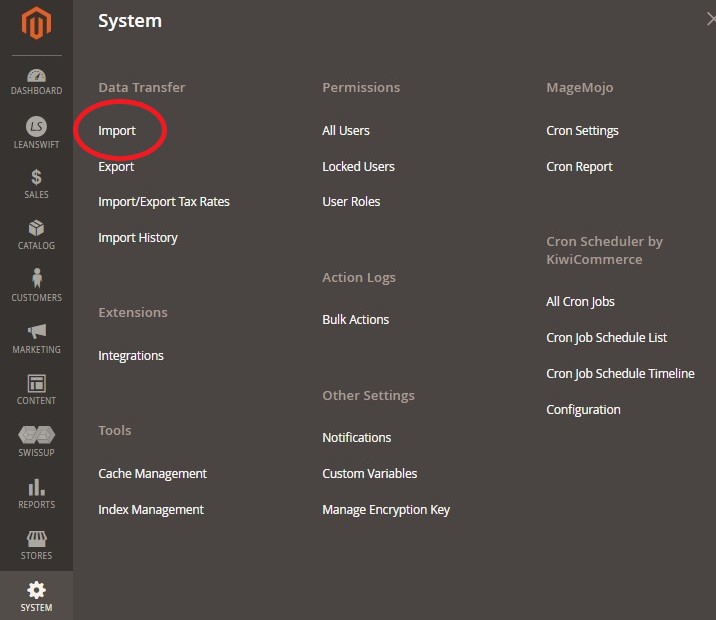 System
DASHBOARD
LS
LEANSWIFT
SALES
CATALOG
CUSTOMERS
MARKETING
CONTENT
SWISSUP
REPORTS
STORES
SYSTEM
Data Transfer
Import
Export
Import/Export Tax Rates
Import History
Extensions
Integrations
Tools
Cache Management
Index Management
Permissions
All Users
Locked Users
User Roles
Action Logs
Bulk Actions
Other Settings
Notifications
Custom Variables
Manage Encryption Key
MageMojo
Cron Settings
Cron Report
Cron Scheduler by
KiwiCommerce
All Cron Jobs
Cron Job Schedule List
Cron Job Schedule Timeline
Configuration